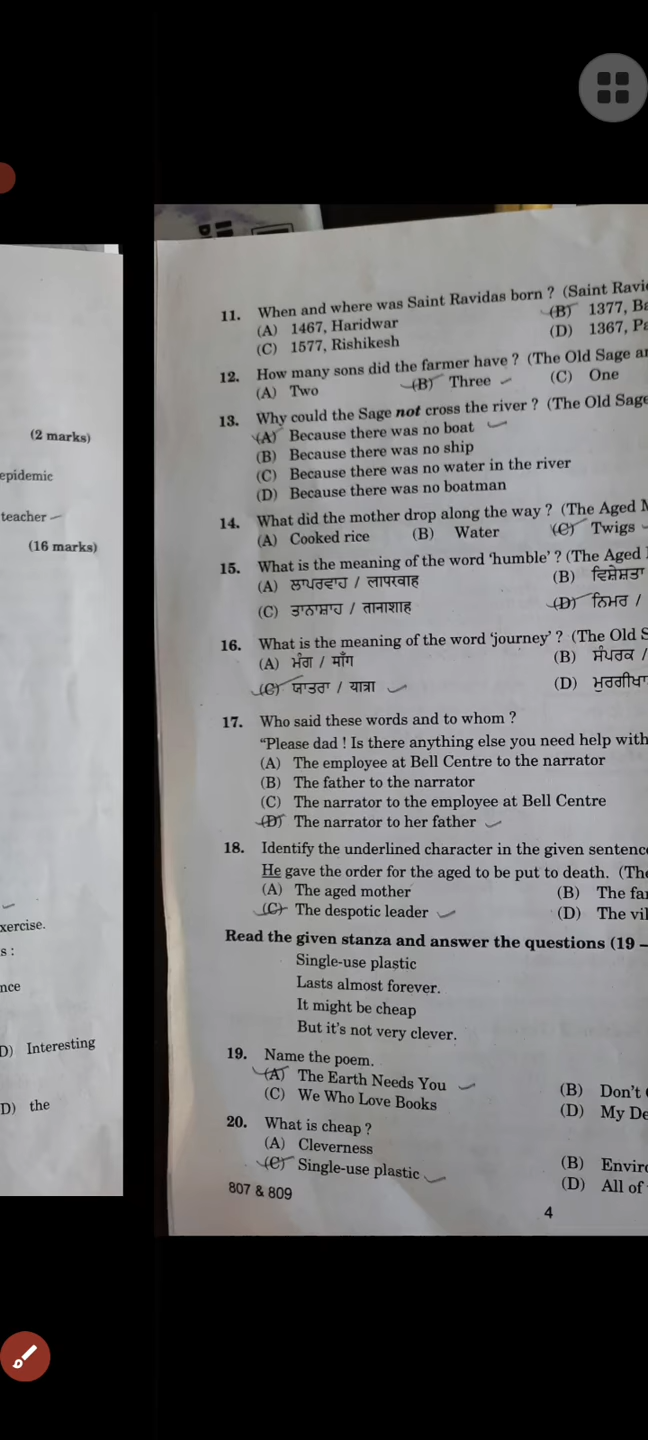 (2 marks)
epidemic
teacher
(16 marks)
xercise.
s :
nce
D) Interesting
D) the
11. When and where was Saint Ravidas born ? (Saint Ravi
(A) 1467, Haridwar (B) 1377, Ba
(C) 1577, Rishikesh (D) 1367, Pa
12. How many sons did the farmer have ? (The Old Sage an
(A) Two (B) Three (C) One
13. Why could the Sage not cross the river ? (The Old Sage
(A) Because there was no boat
(B) Because there was no ship
(C) Because there was no water in the river
(D) Because there was no boatman
14. What did the mother drop along the way ? (The Aged M
(A) Cooked rice (B) Water (C) Twigs
15. What is the meaning of the word ‘humble’ ? (The Aged
(A) ਲਾਪਰਵਾਹ / लापरवाह (B) ਵਿਸ਼ੇਸ਼ਤਾ
(C) ਤਾਨਾਸ਼ਾਹ / तानाशाह (D) ਨਿਮਰ /
16. What is the meaning of the word ‘journey’ ? (The Old S
(A) ਮੰਗ / माँग (B) ਸੰਪਰਕ /
(C) ਯਾਤਰਾ / यात्रा (D) ਮੁਰਗੀਖਾ
17. Who said these words and to whom ?
“Please dad ! Is there anything else you need help with
(A) The employee at Bell Centre to the narrator
(B) The father to the narrator
(C) The narrator to the employee at Bell Centre
(D) The narrator to her father
18. Identify the underlined character in the given sentence
He gave the order for the aged to be put to death. (The
(A) The aged mother (B) The far
(C) The despotic leader (D) The vil
Read the given stanza and answer the questions (19 –
Single-use plastic
Lasts almost forever.
It might be cheap
But it’s not very clever.
19. Name the poem.
(A) The Earth Needs You (B) Don’t
(C) We Who Love Books (D) My De
20. What is cheap ?
(A) Cleverness (B) Enviro
(C) Single-use plastic (D) All of
807 & 809
4